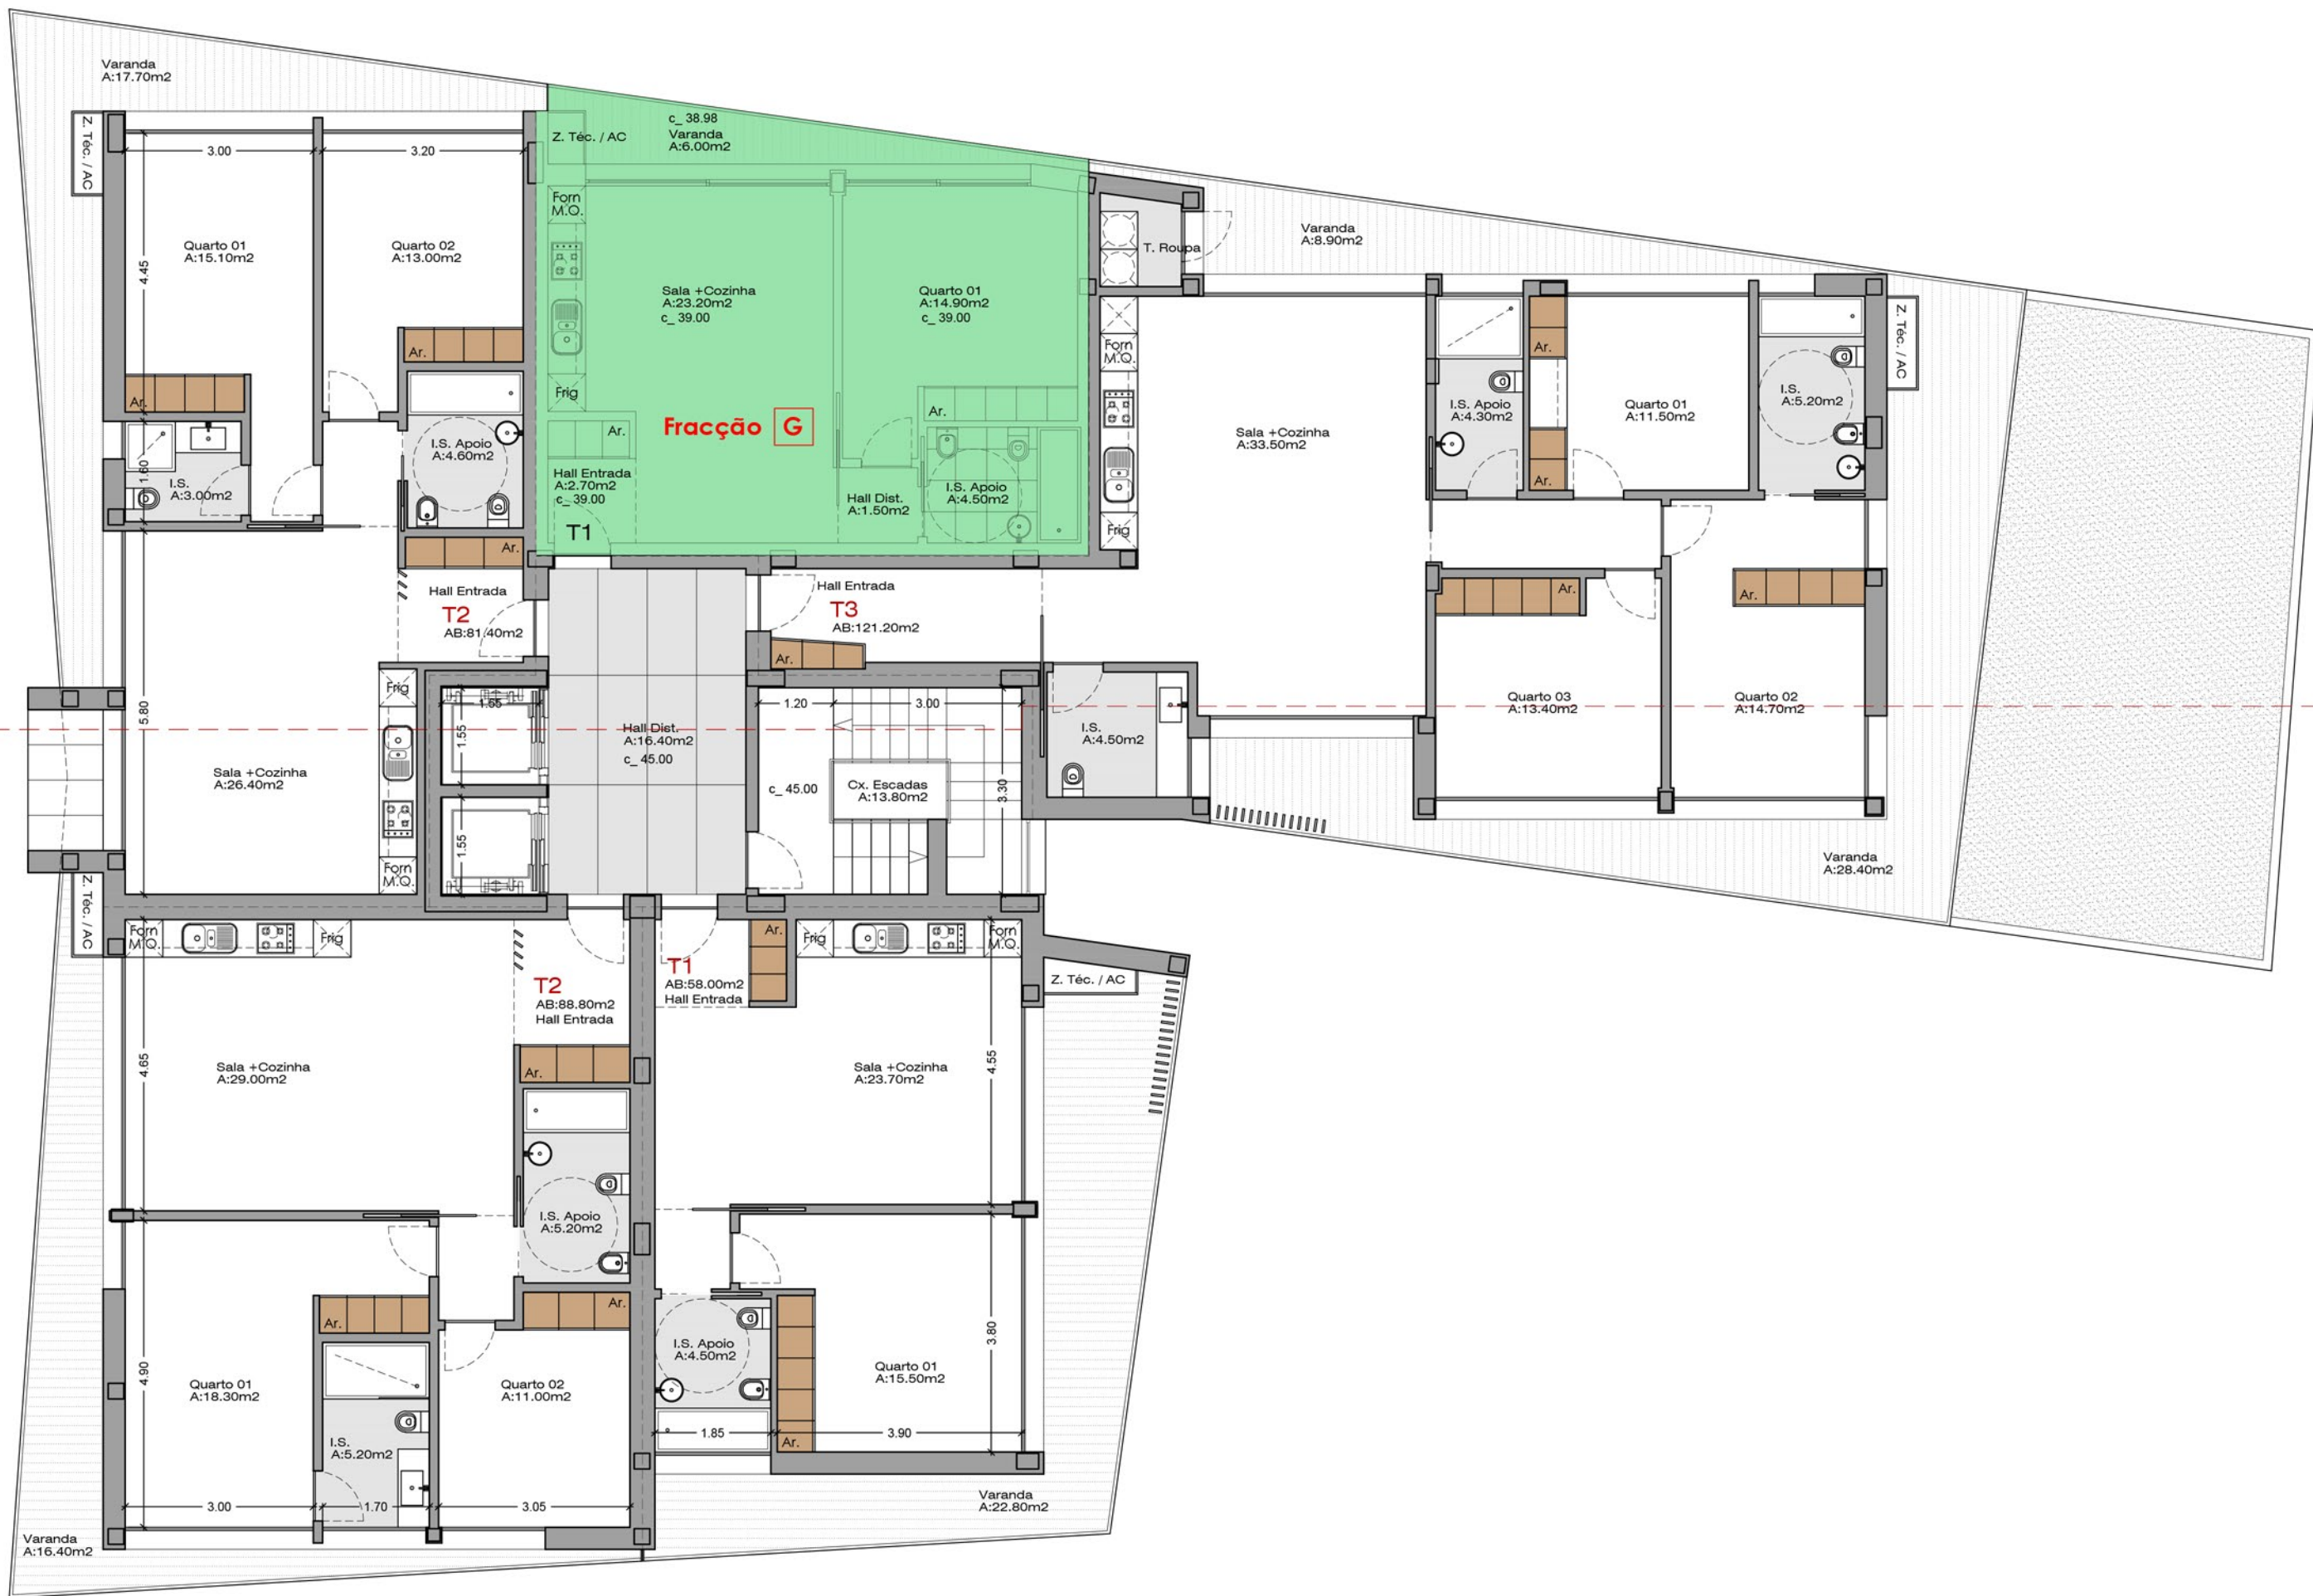 Varanda
A:17.70m2
Z. Téc. / AC
3.00
3.20
4.45
Quarto 01
A:15.10m2
Quarto 02
A:13.00m2
Ar.
Ar.
1.60
I.S.
A:3.00m2
I.S. Apoio
A:4.60m2
Ar.
Hall Entrada
T2
AB:81.40m2
5.80
Sala +Cozinha
A:26.40m2
Frig
Forn
M.Q.
Z. Téc. / AC
c_ 38.98
Varanda
A:6.00m2
Z. Téc. / AC
Forn
M.Q.
Sala +Cozinha
A:23.20m2
c_ 39.00
Quarto 01
A:14.90m2
c_ 39.00
Frig
Ar.
Fracção G
Ar.
Hall Entrada
A:2.70m2
c_ 39.00
T1
Hall Dist.
A:1.50m2
I.S. Apoio
A:4.50m2
T. Roupa
Varanda
A:8.90m2
Forn
M.Q.
Frig
Sala +Cozinha
A:33.50m2
I.S. Apoio
A:4.30m2
Ar.
Ar.
Quarto 01
A:11.50m2
I.S.
A:5.20m2
Z. Téc. / AC
Hall Entrada
T3
AB:121.20m2
Ar.
Ar.
Ar.
Quarto 03
A:13.40m2
Quarto 02
A:14.70m2
I.S.
A:4.50m2
Varanda
A:28.40m2
1.55
1.55
1.55
Hall Dist.
A:16.40m2
c_ 45.00
1.20
3.00
c_ 45.00
Cx. Escadas
A:13.80m2
3.30
Forn
M.Q.
Frig
T2
AB:88.80m2
Hall Entrada
4.65
Sala +Cozinha
A:29.00m2
Ar.
I.S. Apoio
A:5.20m2
Ar.
Ar.
4.90
Quarto 01
A:18.30m2
I.S.
A:5.20m2
Quarto 02
A:11.00m2
3.00
1.70
3.05
Varanda
A:16.40m2
T1
AB:58.00m2
Hall Entrada
Ar.
Frig
Forn
M.Q.
Z. Téc. / AC
4.55
Sala +Cozinha
A:23.70m2
I.S. Apoio
A:4.50m2
3.80
Quarto 01
A:15.50m2
1.85
3.90
Ar.
Varanda
A:22.80m2